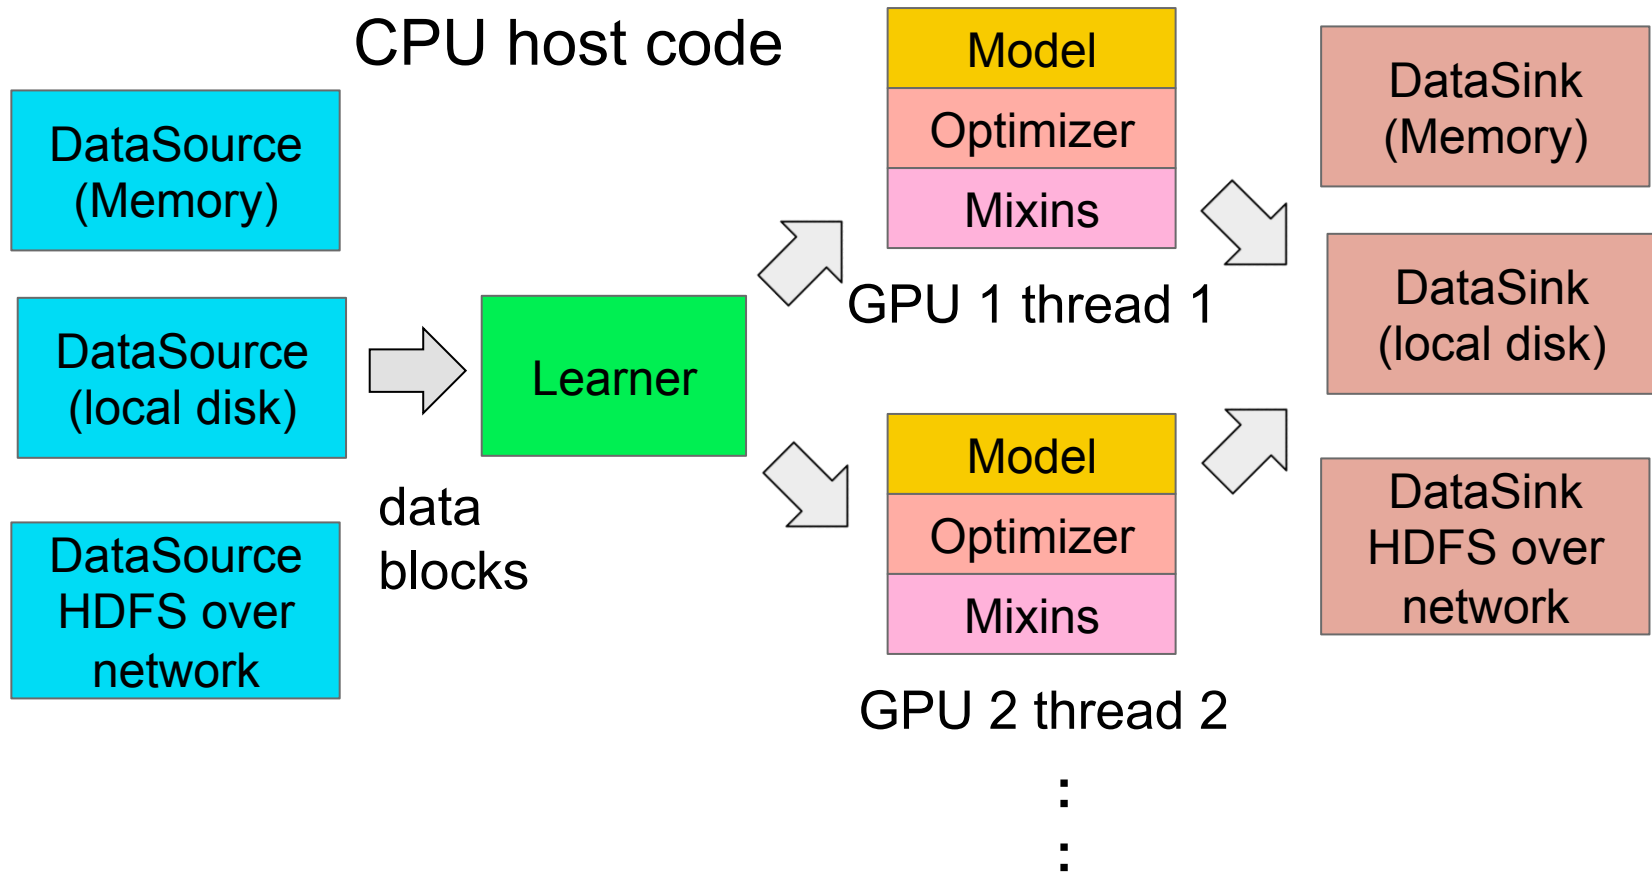 CPU host code
DataSource
(Memory)
DataSource
(local disk)
DataSource
HDFS over
network
data
blocks
Learner
Model
Optimizer
Mixins
GPU 1 thread 1
Model
Optimizer
Mixins
GPU 2 thread 2
:
:
DataSink
(Memory)
DataSink
(local disk)
DataSink
HDFS over
network